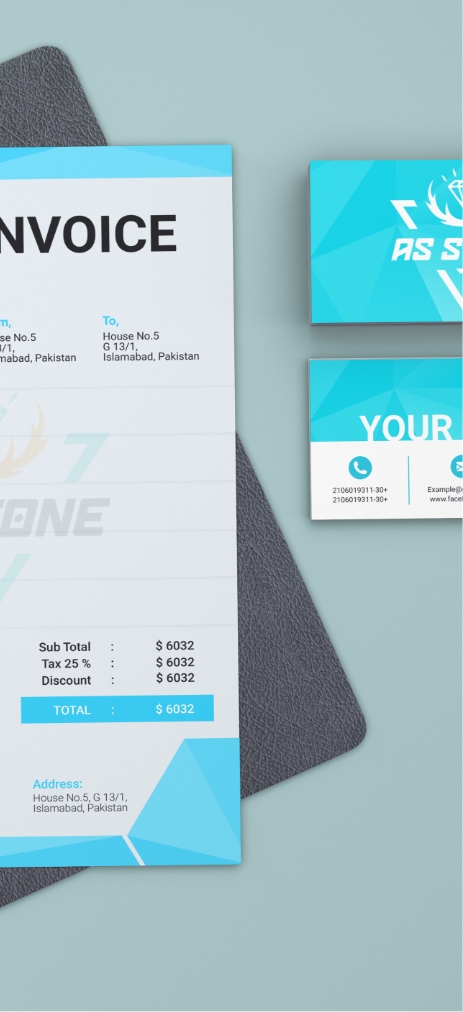 NVOICE
m,
To,
se No.5
3/1,
slamabad, Pakistan
House No.5
G 13/1,
Islamabad, Pakistan
TONE
Sub Total : $ 6032
Tax 25 % : $ 6032
Discount : $ 6032
TOTAL : $ 6032
Address:
House No.5, G 13/1,
Islamabad, Pakistan
AS S
YOUR
2106019311-30+
2106019311-30+
Example@
www.face